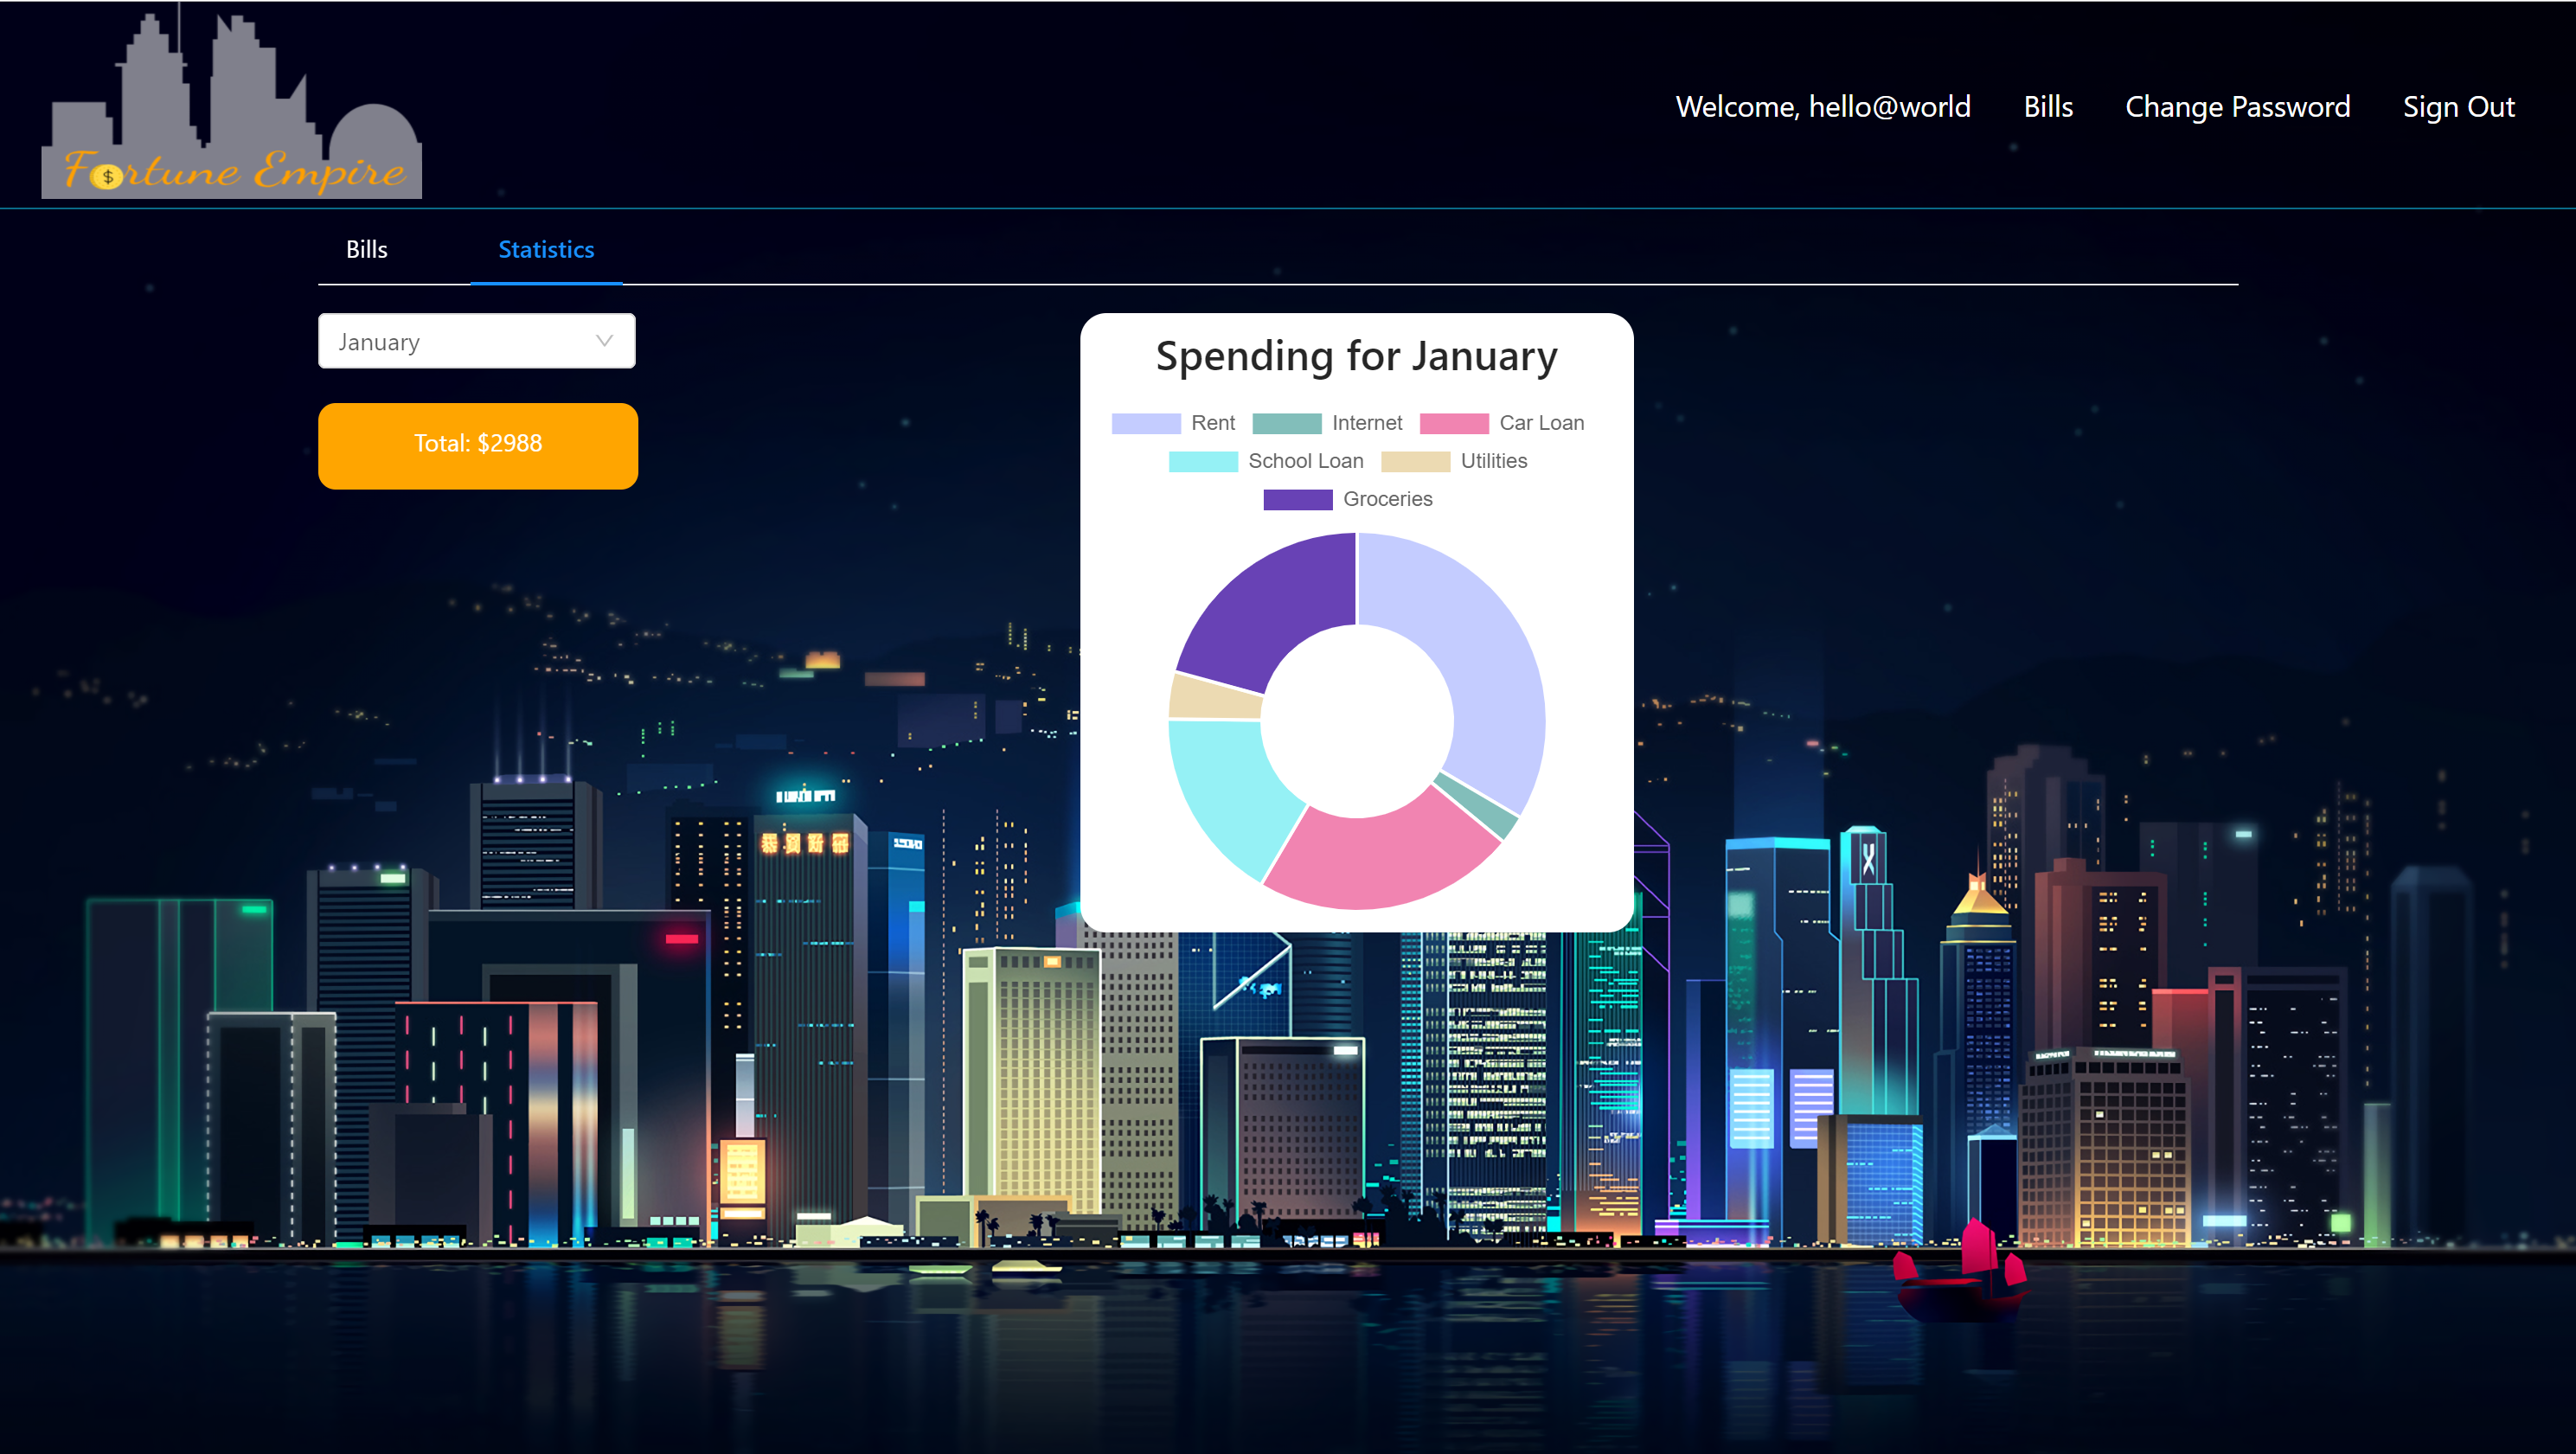 Fortune Empire
$
Welcome, hello@world Bills Change Password Sign Out
Bills Statistics
January
Total: $2988
Spending for January
Rent Internet Car Loan
School Loan Utilities
Groceries